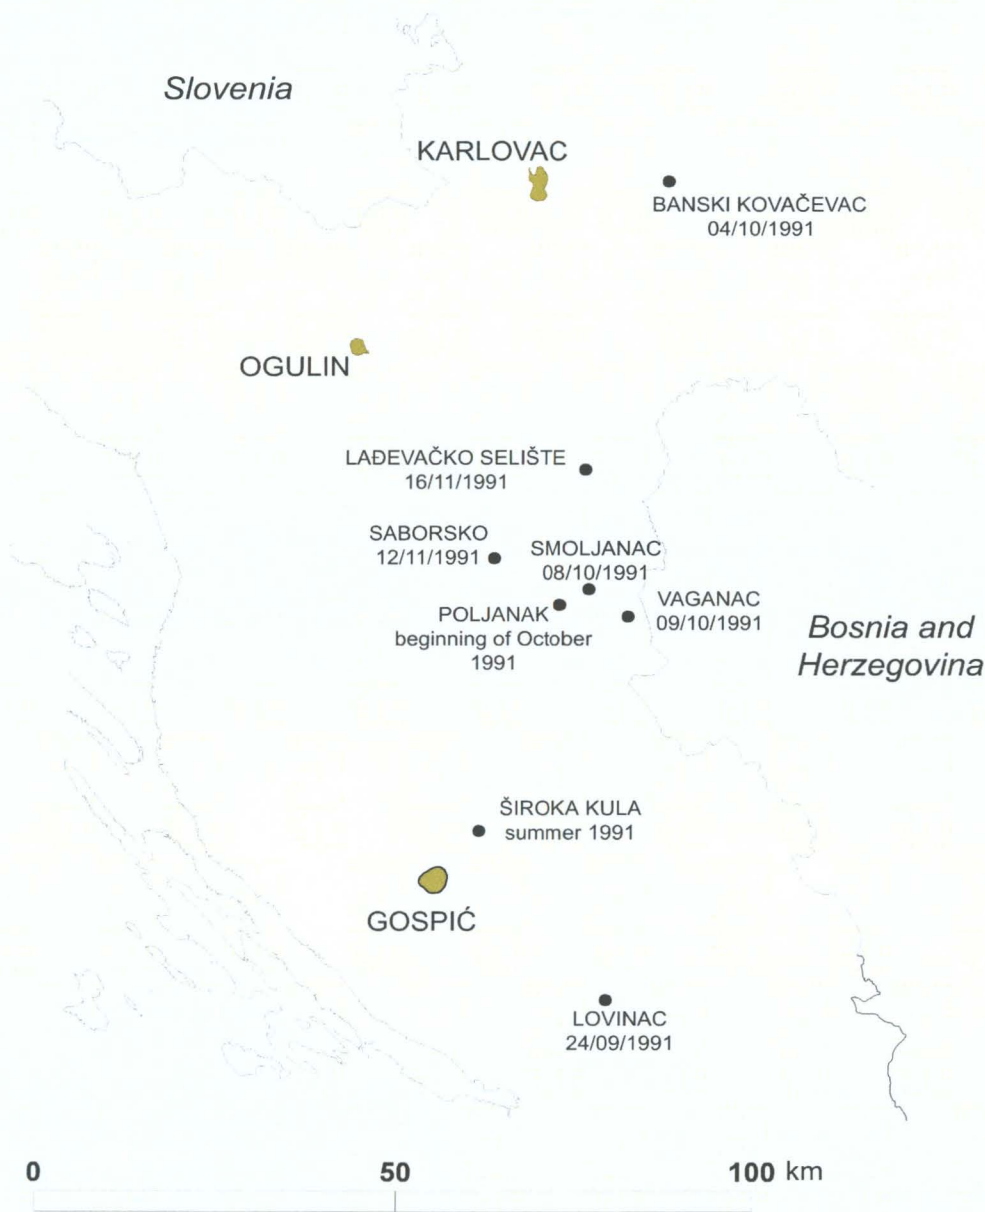 Slovenia
KARLOVAC
BANSKI KOVAČEVAC
04/10/1991
OGULIN
LAĐEVAČKO SELIŠTE
16/11/1991
SABORSKO
12/11/1991
SMOLJANAC
08/10/1991
POLJANAK
beginning of October
1991
VAGANAC
09/10/1991
Bosnia and
Herzegovina
ŠIROKA KULA
summer 1991
GOSPIĆ
LOVINAC
24/09/1991
0 50 100 km